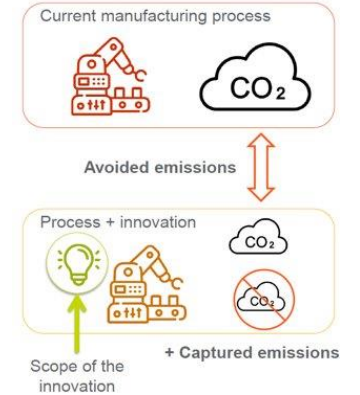 Current manufacturing process
CO₂
Avoided emissions
Process + innovation
CO₂
CO₂
+ Captured emissions
Scope of the
innovation